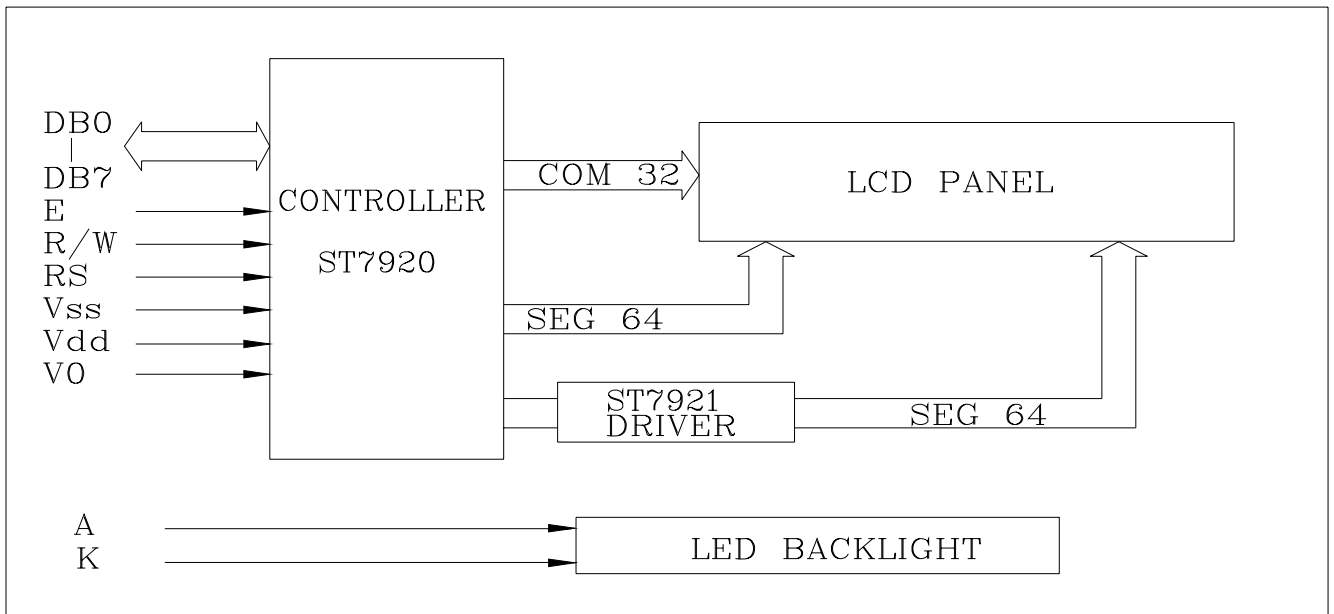 DB0
DB7
E
R/W
RS
Vss
Vdd
V0
CONTROLLER
ST7920
COM 32
LCD PANEL
SEG 64
ST7921
DRIVER
SEG 64
A
K
LED BACKLIGHT